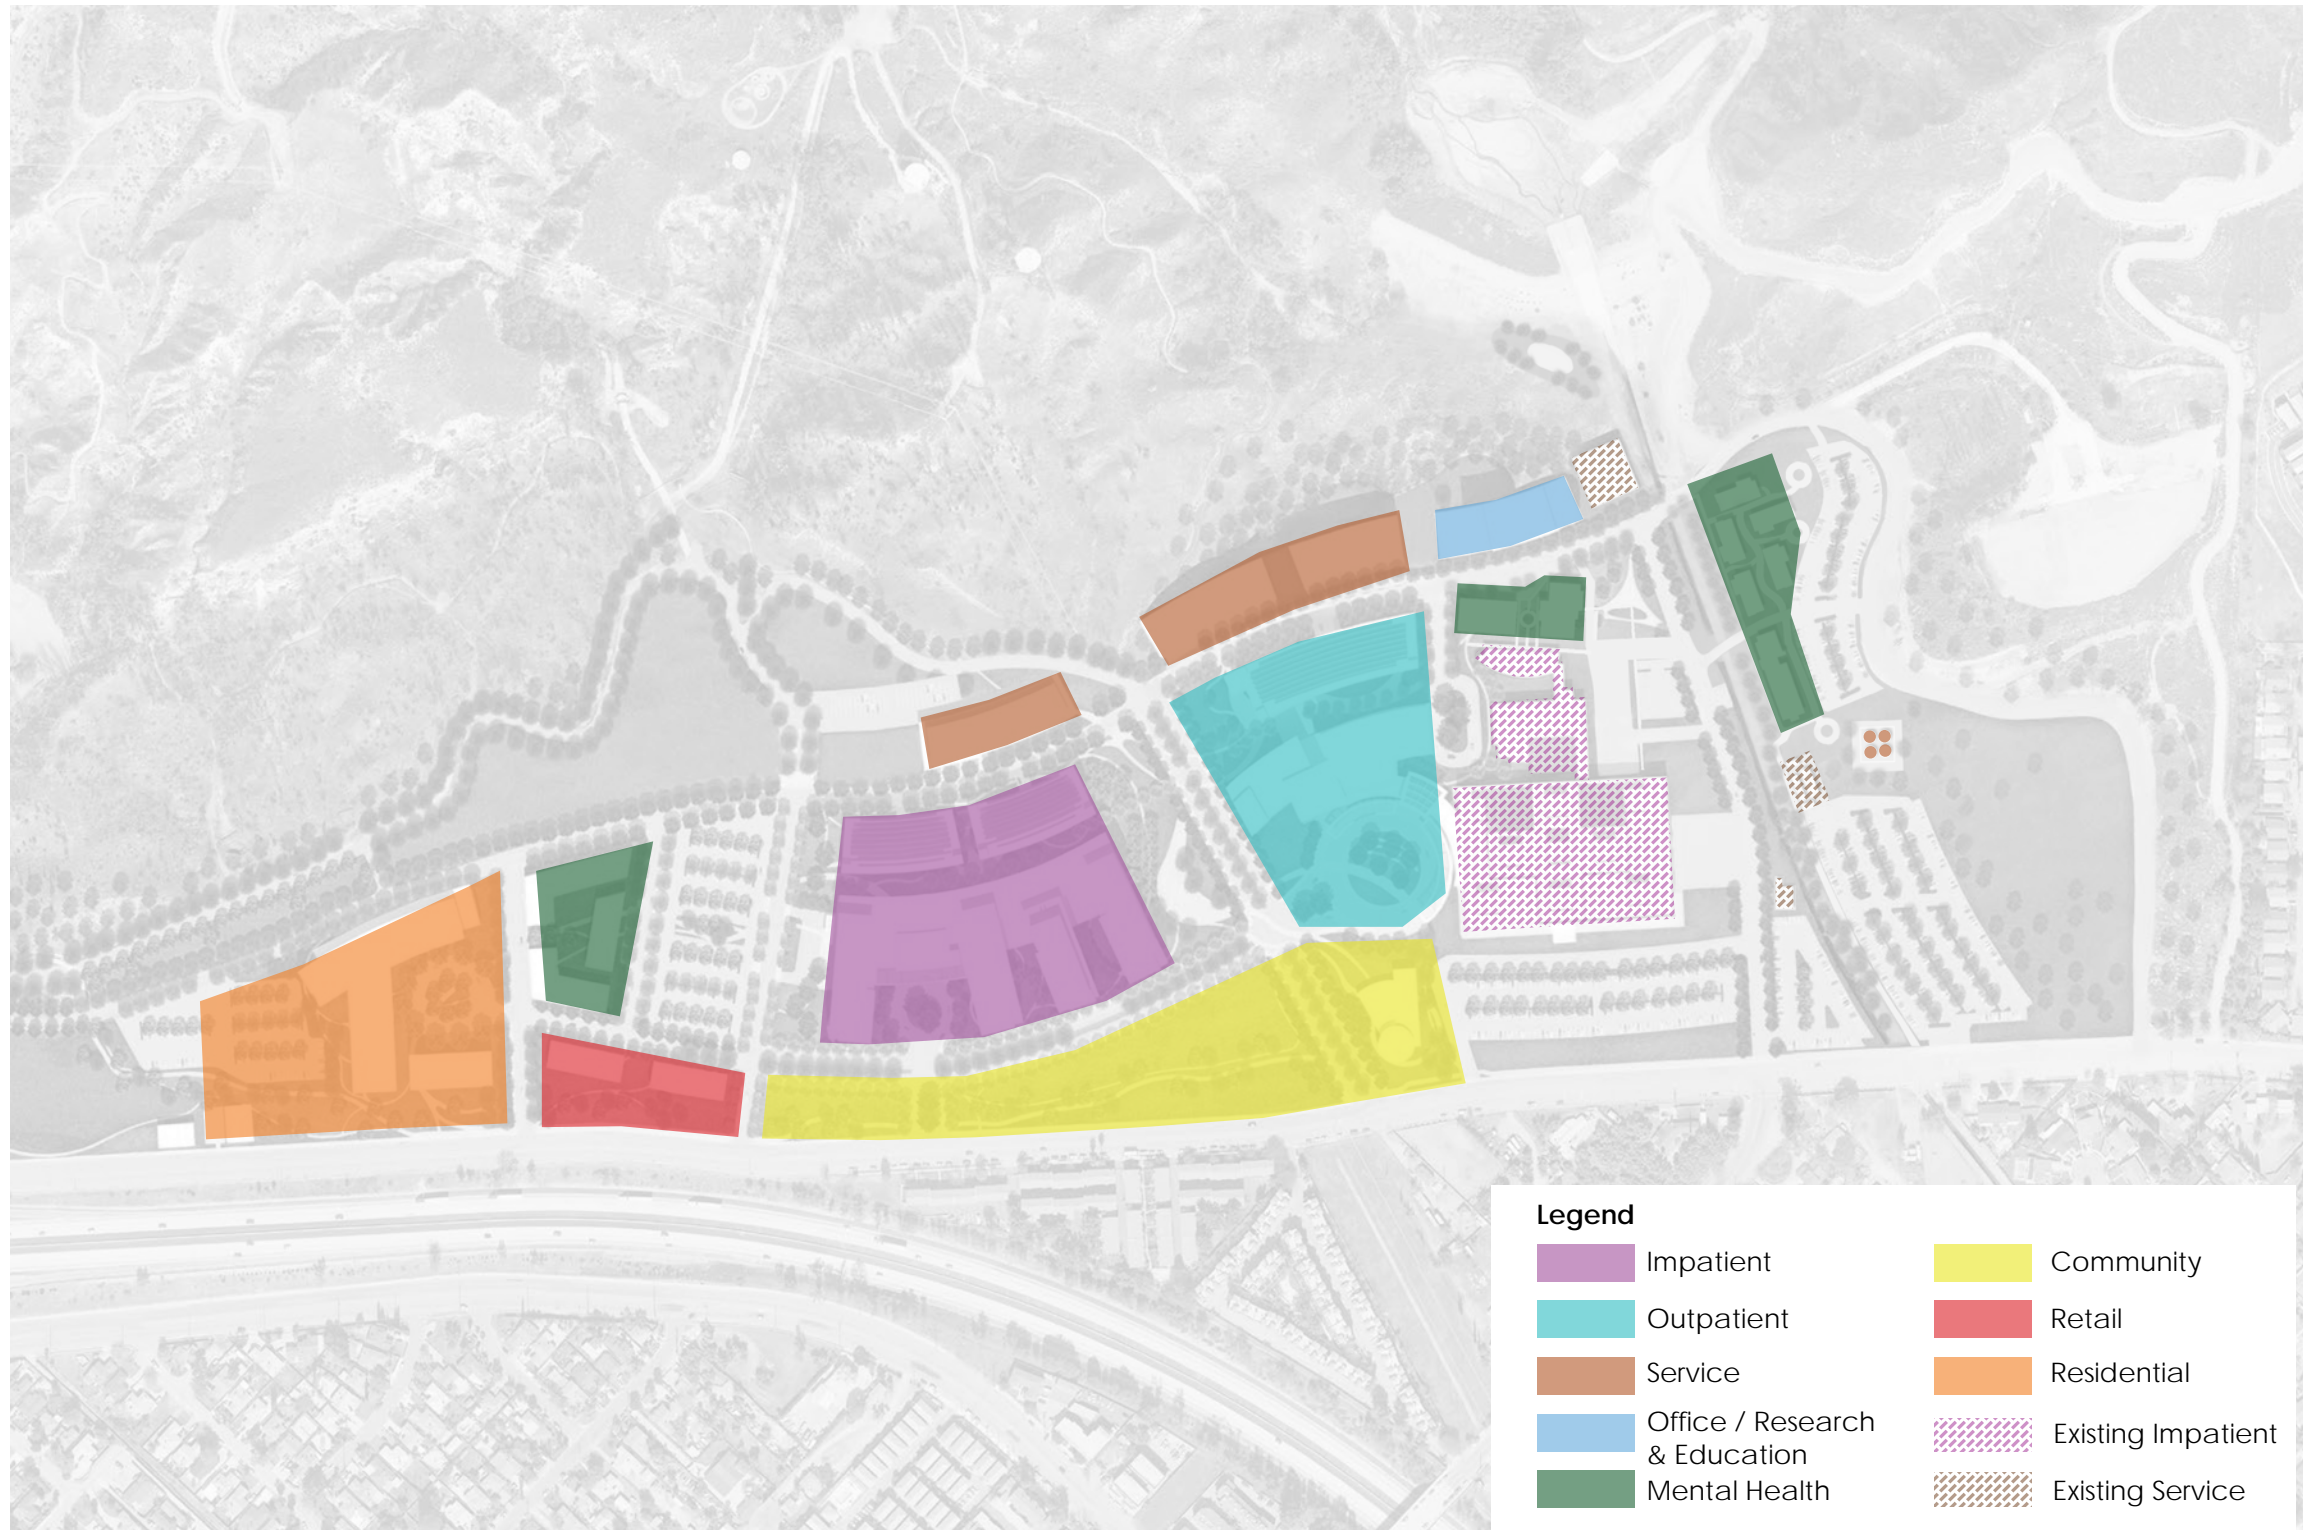 Legend
Impatient
Outpatient
Service
Office / Research
& Education
Mental Health
Community
Retail
Residential
Existing Impatient
Existing Service